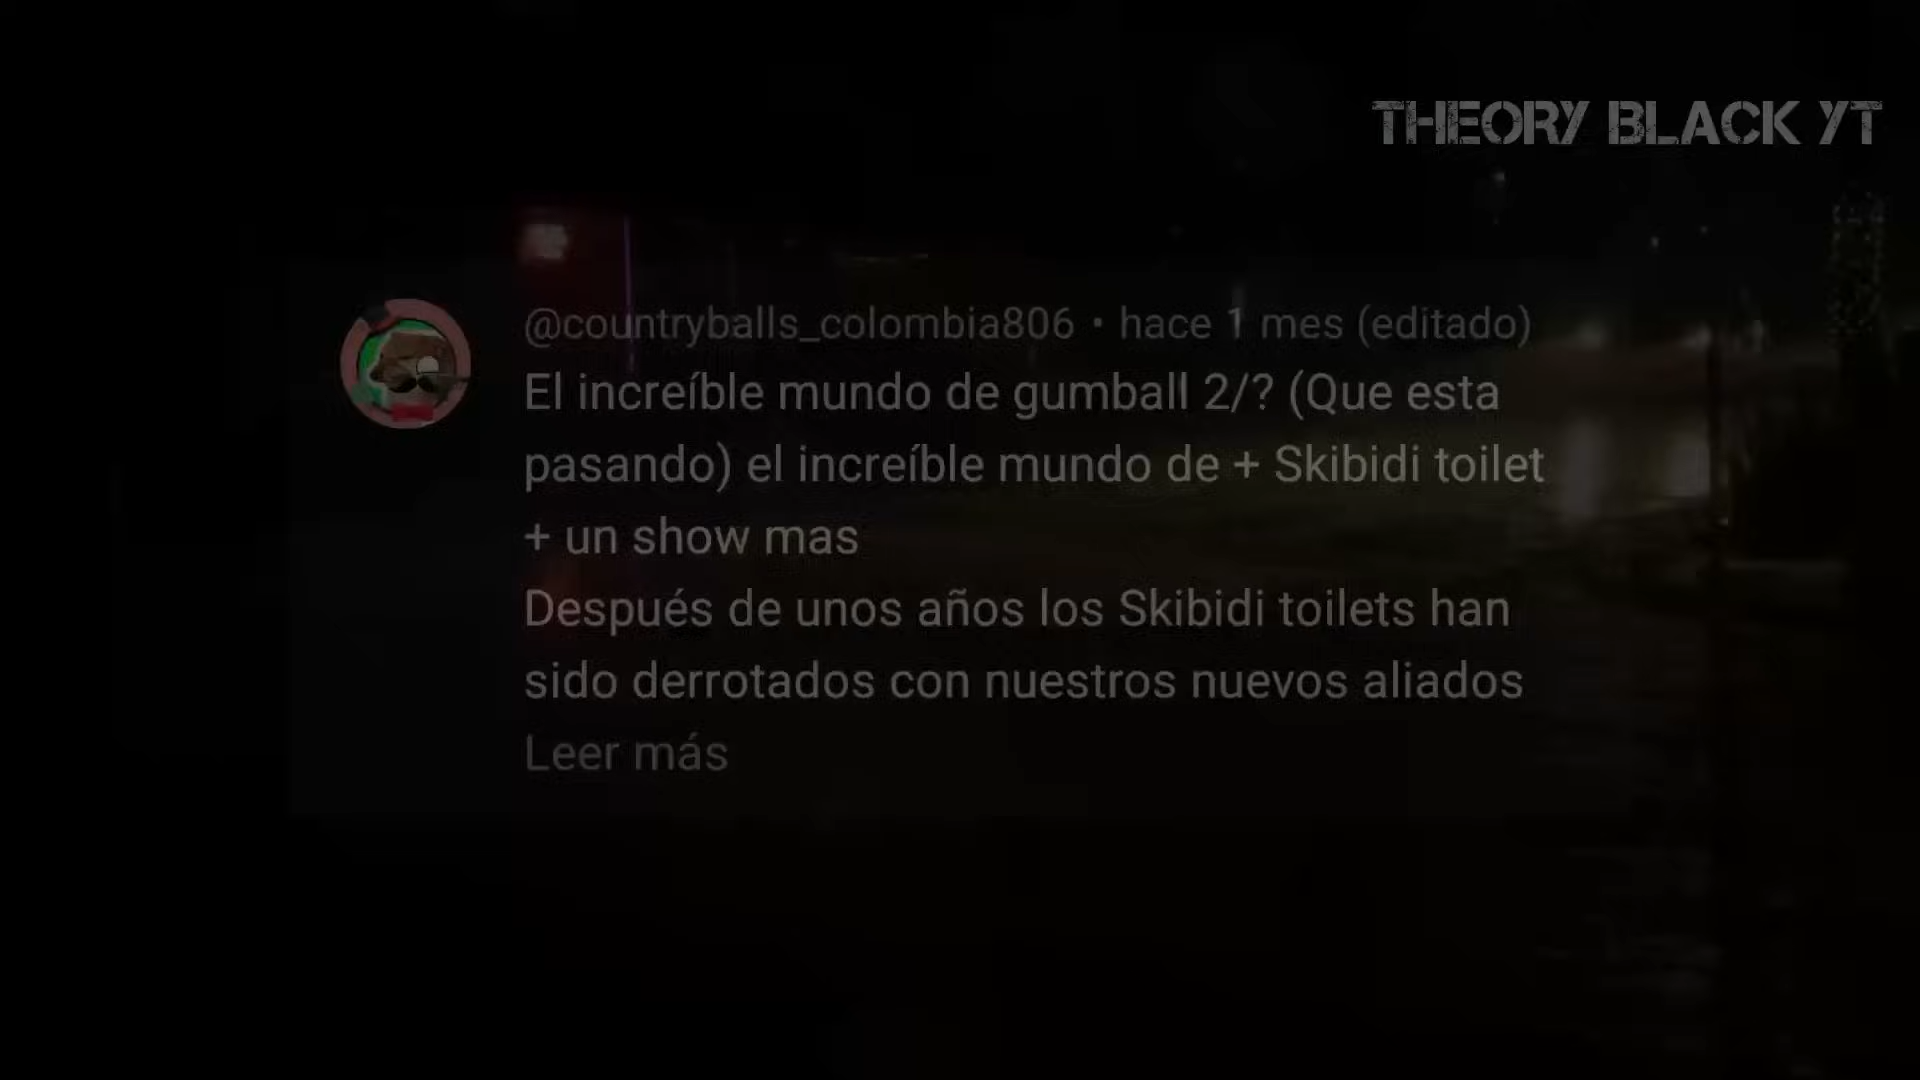 THEORY BLACK YT
@countryballs_colombia806 • hace 1 mes (editado)
El increíble mundo de gumball 2/? (Que esta
pasando) el increíble mundo de + Skibidi toilet
+ un show mas
Después de unos años los Skibidi toilets han
sido derrotados con nuestros nuevos aliados
Leer más